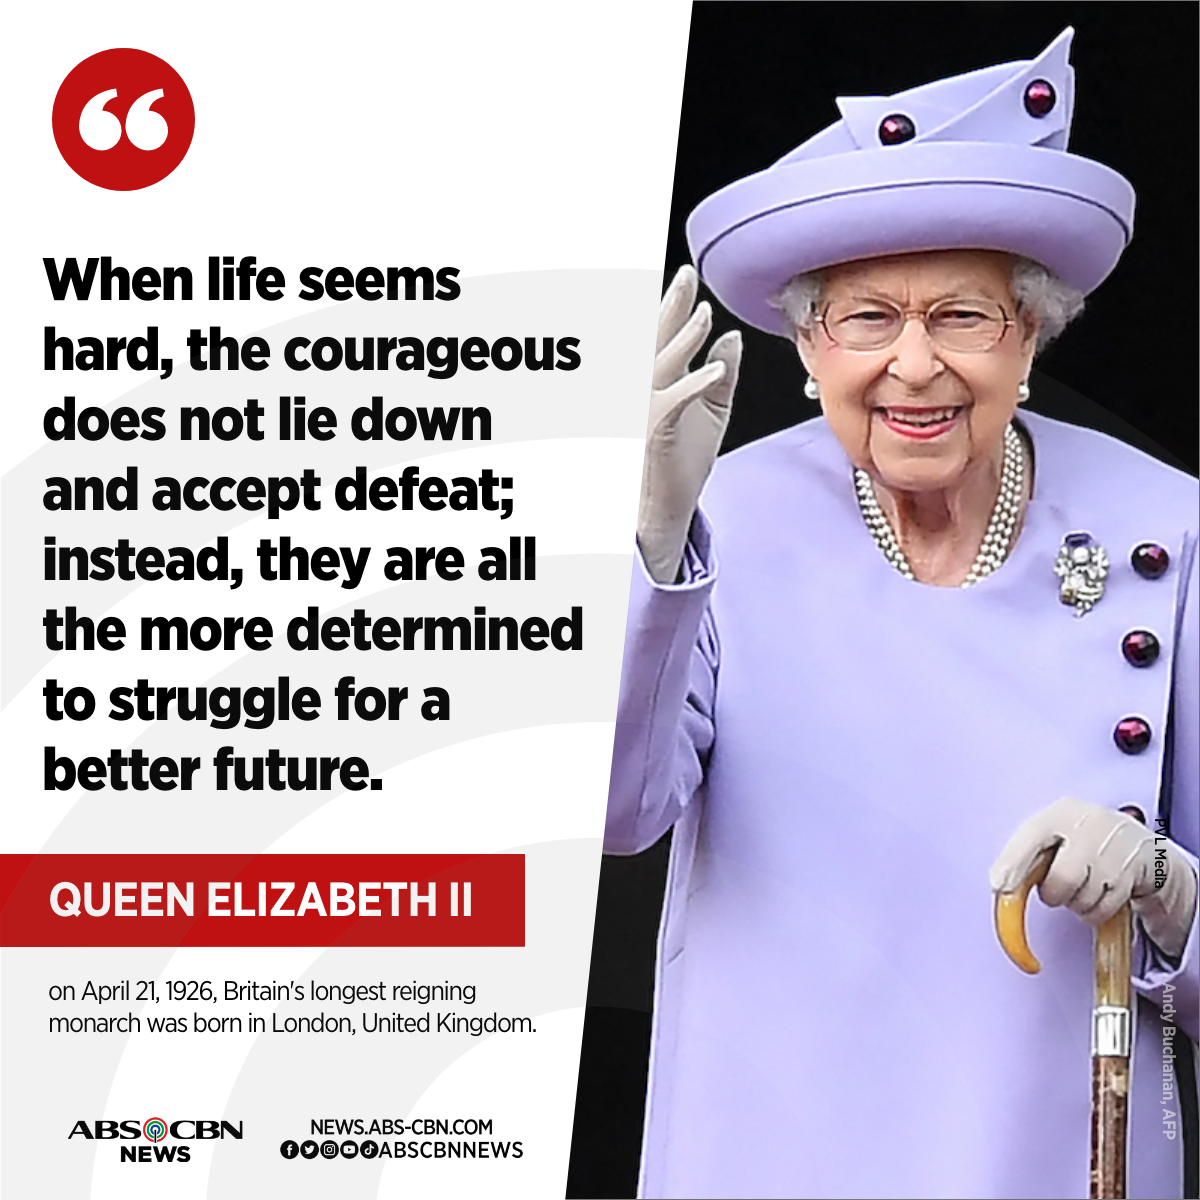 When life seems
hard, the courageous
does not lie down
and accept defeat;
instead, they are all
the more determined
to struggle for a
better future.
QUEEN ELIZABETH II
on April 21, 1926, Britain's longest reigning
monarch was born in London, United Kingdom.
ABS CBN
NEWS
NEWS.ABS-CBN.COM
ABSCBNNEWS
PVL Media
Andy Buchanan, AFP